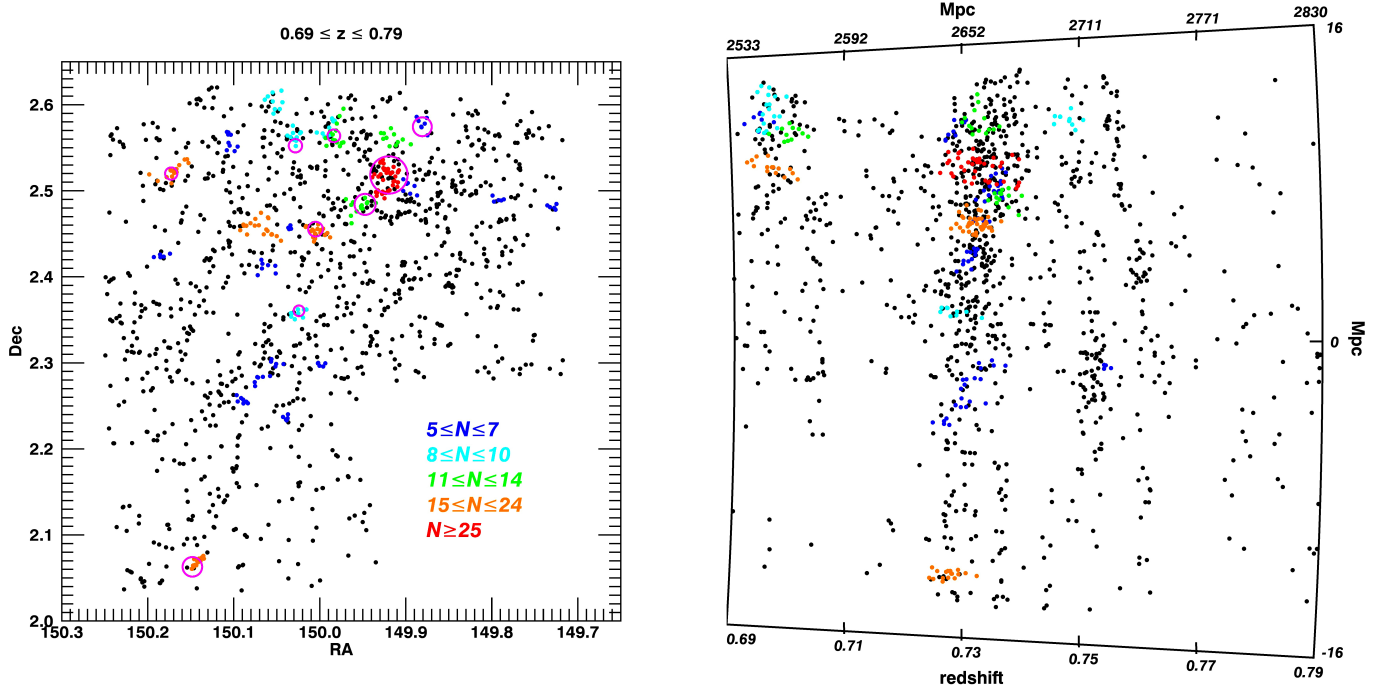 0.69 ≤ z ≤ 0.79
2.6
2.5
2.4
2.3
2.2
2.1
2.0
Dec
150.3 150.2 150.1 150.0 149.9 149.8 149.7
RA
5≤N≤7
8≤N≤10
11≤N≤14
15≤N≤24
N≥25
Mpc
2533 2592 2652 2711 2771 2830
16
0
-16
Mpc
0.69 0.71 0.73 0.75 0.77 0.79
redshift